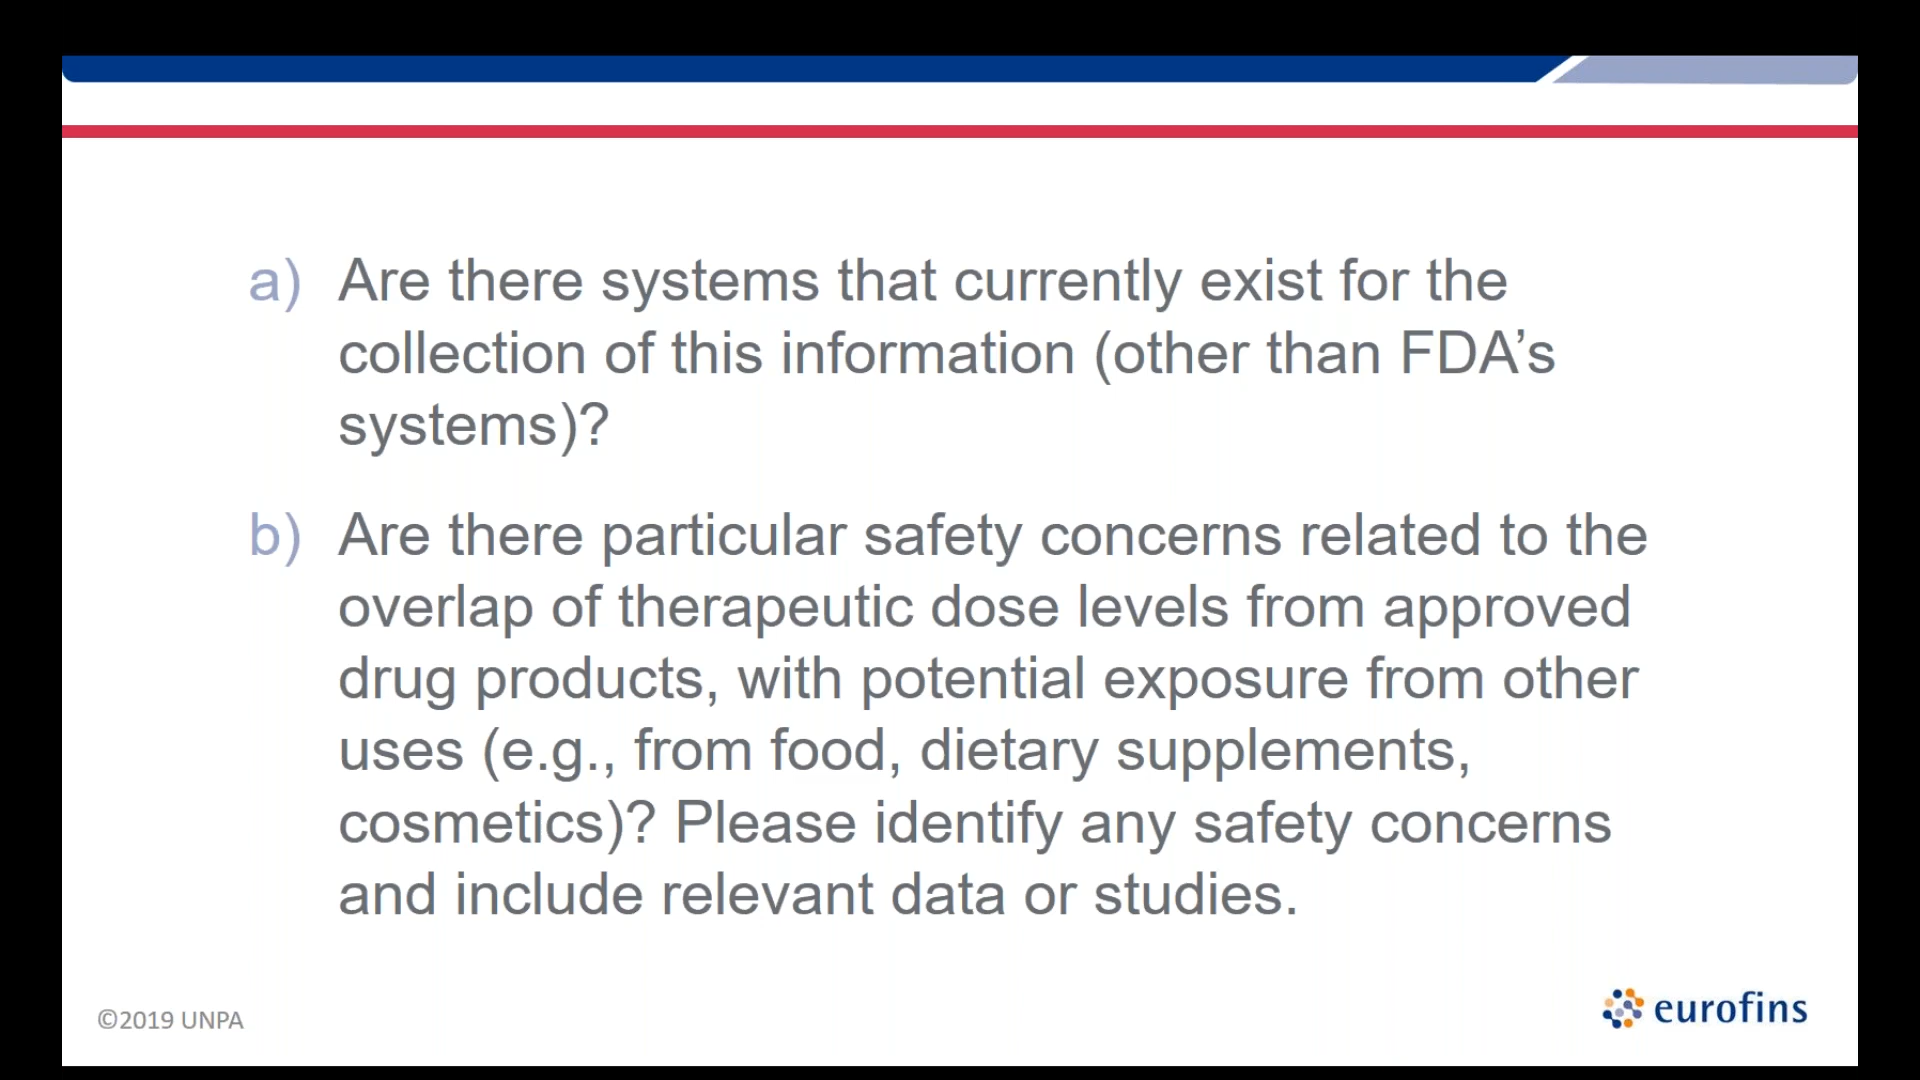 a) Are there systems that currently exist for the
collection of this information (other than FDA’s
systems)?
b) Are there particular safety concerns related to the
overlap of therapeutic dose levels from approved
drug products, with potential exposure from other
uses (e.g., from food, dietary supplements,
cosmetics)? Please identify any safety concerns
and include relevant data or studies.
©2019 UNPA
eurofins